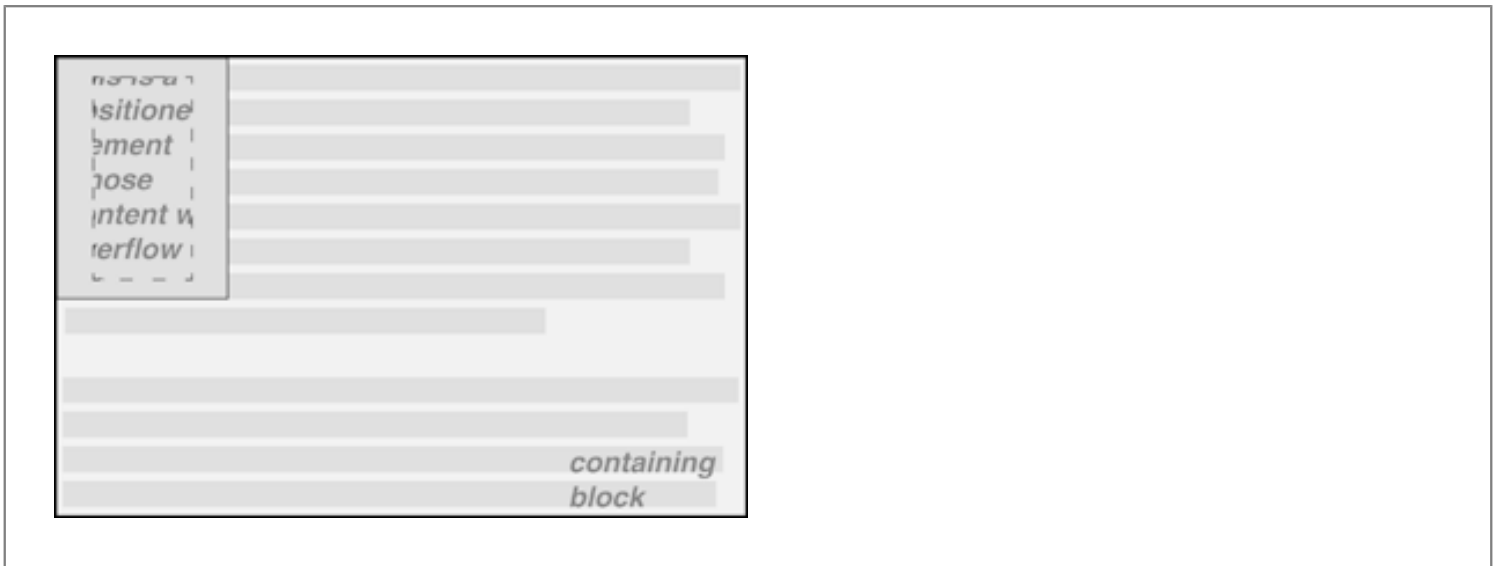 sitione
ement
ose
ntent w
erflow
containing
block